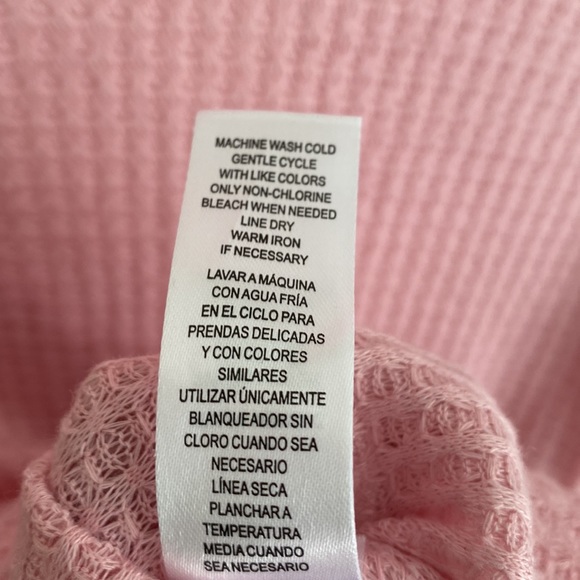 MACHINE WASH COLD
GENTLE CYCLE
WITH LIKE COLORS
ONLY NON-CHLORINE
BLEACH WHEN NEEDED
LINE DRY
WARM IRON
IF NECESSARY
LAVAR A MÁQUINA
CON AGUA FRÍA
EN EL CICLO PARA
PRENDAS DELICADAS
Y CON COLORES
SIMILARES
UTILIZAR ÚNICAMENTE
BLANQUEADOR SIN
CLORO CUANDO SEA
NECESARIO
LÍNEA SECA
PLANCHAR A
TEMPERATURA
MEDIA CUANDO
SEA NECESARIO